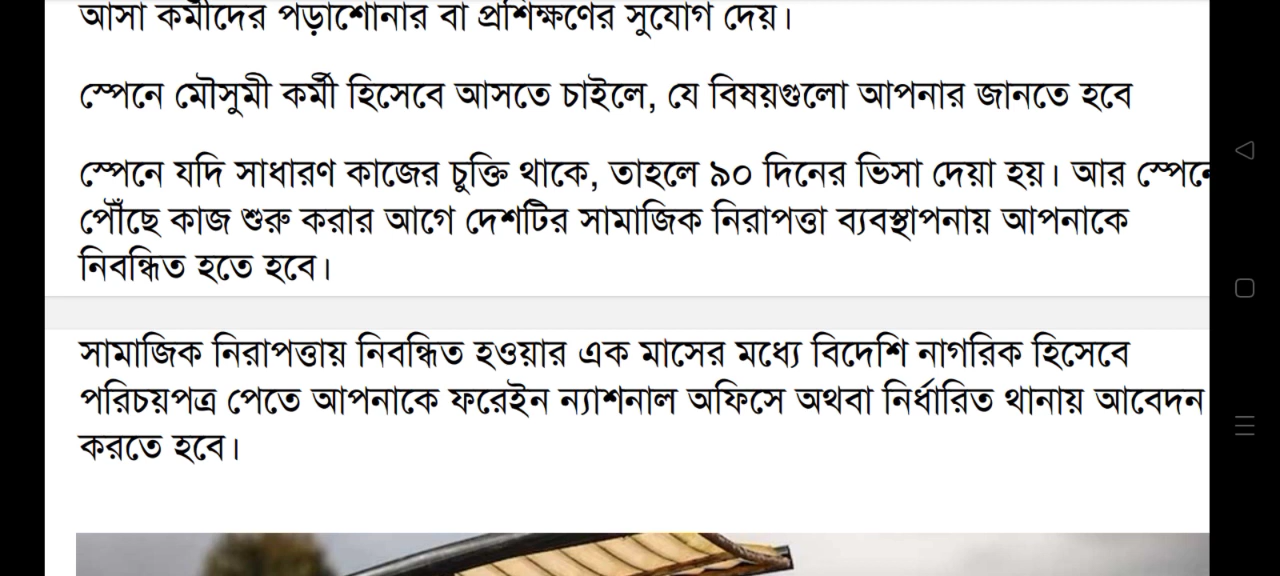 আসা কর্মীদের পড়াশোনার বা প্রশিক্ষণের সুযোগ দেয়।
স্পেনে মৌসুমী কর্মী হিসেবে আসতে চাইলে, যে বিষয়গুলো আপনার জানতে হবে
স্পেনে যদি সাধারণ কাজের চুক্তি থাকে, তাহলে ৯০ দিনের ভিসা দেয়া হয়। আর স্পেনে
পৌঁছে কাজ শুরু করার আগে দেশটির সামাজিক নিরাপত্তা ব্যবস্থাপনায় আপনাকে
নিবন্ধিত হতে হবে।
সামাজিক নিরাপত্তায় নিবন্ধিত হওয়ার এক মাসের মধ্যে বিদেশি নাগরিক হিসেবে
পরিচয়পত্র পেতে আপনাকে ফরেইন ন্যাশনাল অফিসে অথবা নির্ধারিত থানায় আবেদন
করতে হবে।